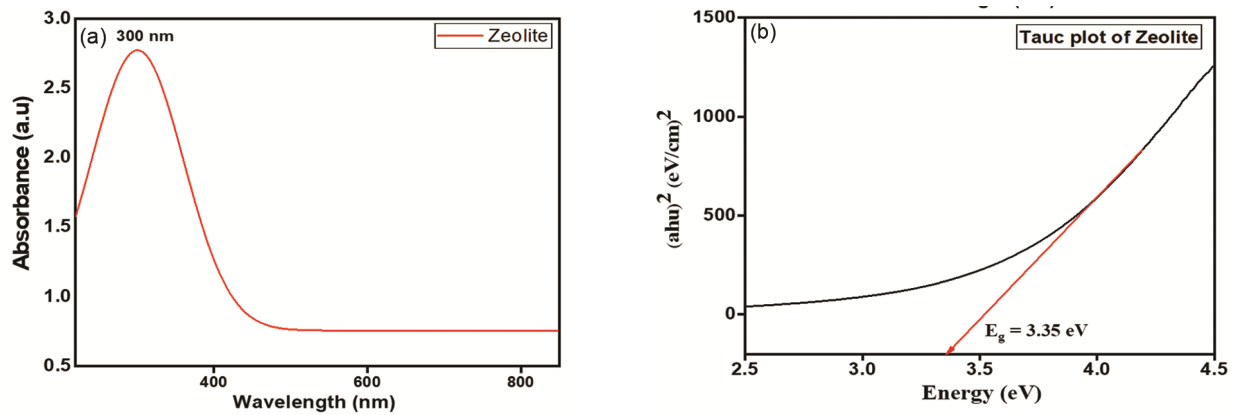 (a) 300 nm
Zeolite
3.0
2.5
2.0
1.5
1.0
0.5
Absorbance (a.u)
400 600 800
Wavelength (nm)
(b)
Tauc plot of Zeolite
1500
1000
500
0
(ahu)² (eV/cm)²
E₉ = 3.35 eV
2.5 3.0 3.5 4.0 4.5
Energy (eV)